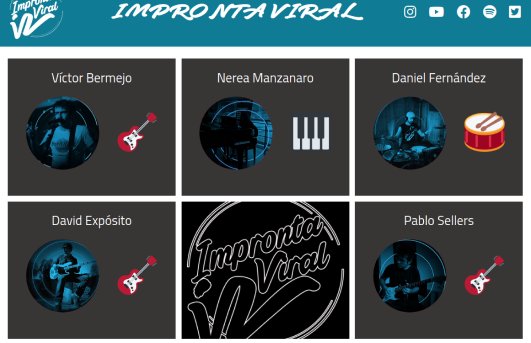 Impronta
Viral
IMPRONTA VIRAL
Víctor Bermejo
Nerea Manzanaro
Daniel Fernández
David Expósito
Impronta
Viral
Pablo Sellers